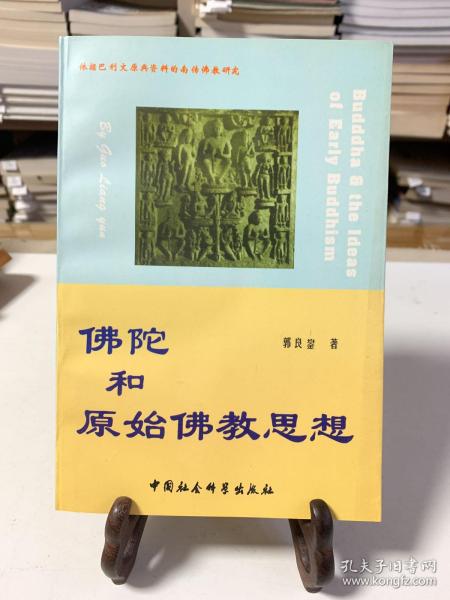 依据巴利文原典资料的南传佛教研究
Budddha & the Ideas
of Early Buddhism
By Guo Liang yun
郭良鋆 著
佛陀
和
原始佛教思想
中国社会科学出版社
孔夫子旧书网
www.kongfz.com